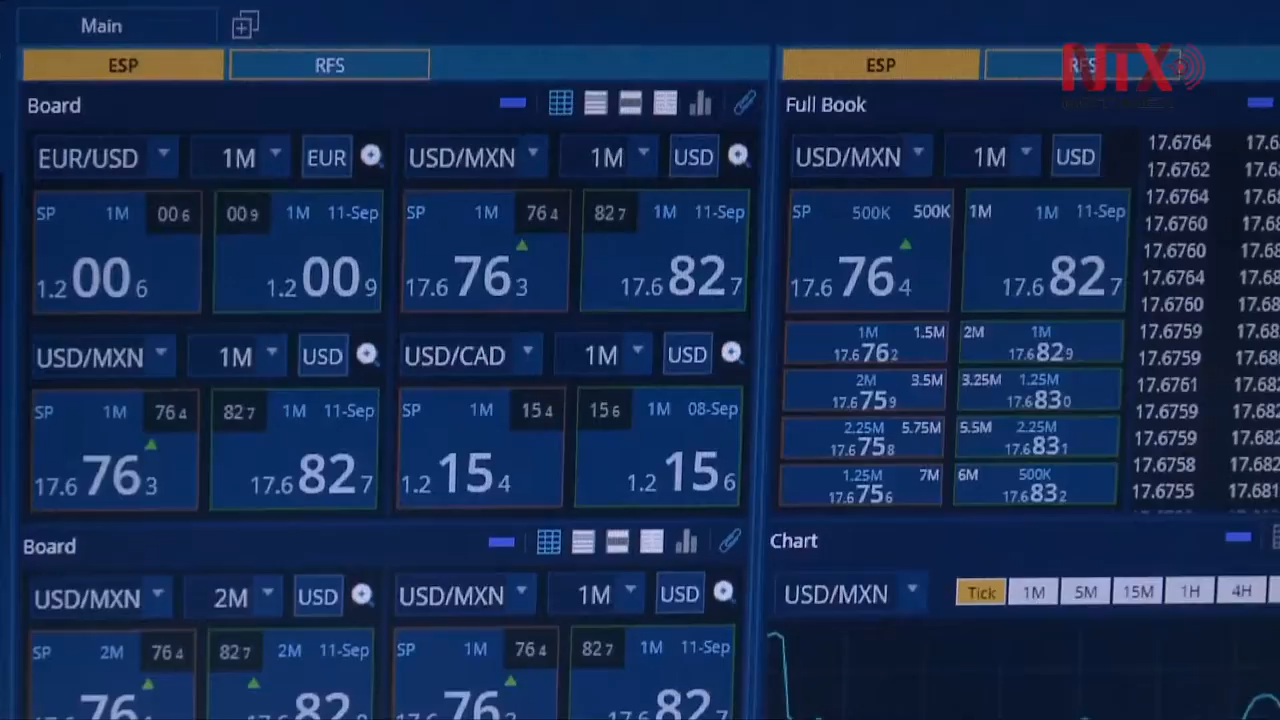 Main
ESP RFS
Board
EUR/USD 1M EUR USD/MXN 1M USD
SP 1M 00 6 00 9 1M 11-Sep SP 1M 76 4 82 7 1M 11-Sep
1.2 00 6 1.2 00 9 17.6 76 3 17.6 82 7
USD/MXN 1M USD USD/CAD 1M USD
SP 1M 76 4 82 7 1M 11-Sep SP 1M 15 4 15 6 1M 08-Sep
17.6 76 3 17.6 82 7 1.2 15 4 1.2 15 6
Board
USD/MXN 2M USD USD/MXN 1M USD
SP 2M 76 4 82 7 2M 11-Sep SP 1M 76 4 82 7 1M 11-Sep
ESP RFS
NTX
Full Book
USD/MXN 1M USD
SP 500K 500K 1M 1M 11-Sep
17.6 76 4 17.6 82 7
1M 1.5M 2M 1M
17.6 76 2 17.6 82 9
2M 3.5M 3.25M 1.25M
17.6 75 9 17.6 83 0
2.25M 5.75M 5.5M 2.25M
17.6 75 8 17.6 83 1
1.25M 7M 6M 500K
17.6 75 6 17.6 83 2
17.6764
17.6762
17.6764
17.6760
17.6760
17.6764
17.6760
17.6759
17.6759
17.6761
17.6759
17.6759
17.6758
17.6755
Chart
USD/MXN Tick 1M 5M 15M 1H 4H